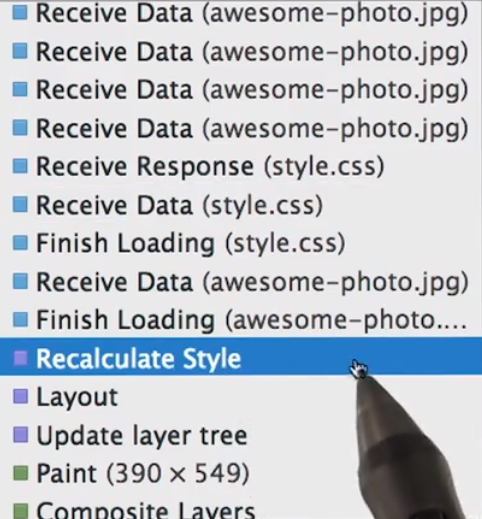 Receive Data (awesome-photo.jpg)
Receive Data (awesome-photo.jpg)
Receive Data (awesome-photo.jpg)
Receive Data (awesome-photo.jpg)
Receive Response (style.css)
Receive Data (style.css)
Finish Loading (style.css)
Receive Data (awesome-photo.jpg)
Finish Loading (awesome-photo....
Recalculate Style
Layout
Update layer tree
Paint (390 × 549)
Composite Layers